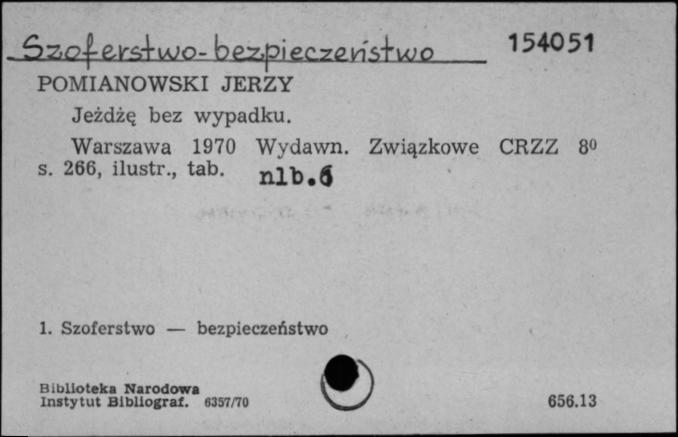 Szoferstwo-bezpieczeństwo 154051
POMIANOWSKI JERZY
Jeżdżę bez wypadku.
Warszawa 1970 Wydawn. Związkowe CRZZ 8⁰
s. 266, ilustr., tab. nlb.6
1. Szoferstwo — bezpieczeństwo
Biblioteka Narodowa
Instytut Bibliograf. 6357/70 656.13